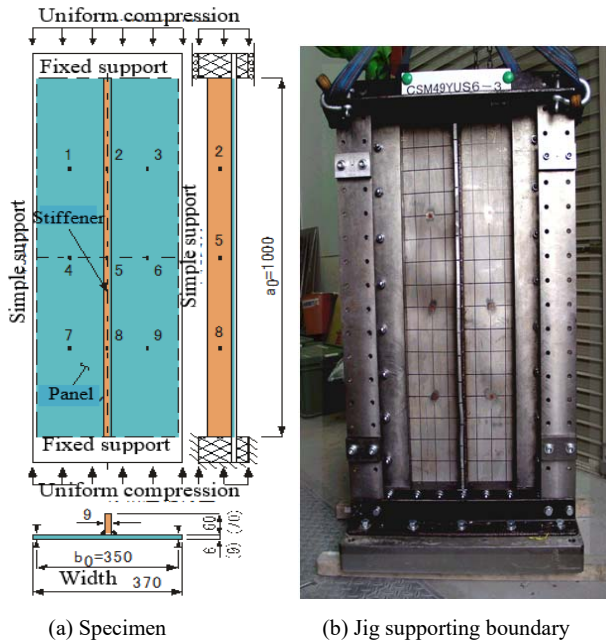 Uniform compression
Fixed support
1
2
3
2
Simple support
Stiffener
Simple support
4
5
6
5
a0=1000
7
8
9
8
Panel
Fixed support
Uniform compression
9
60
(70)
6
(9)
b0=350
Width
370
CSM49YUS6-3
(a) Specimen
(b) Jig supporting boundary